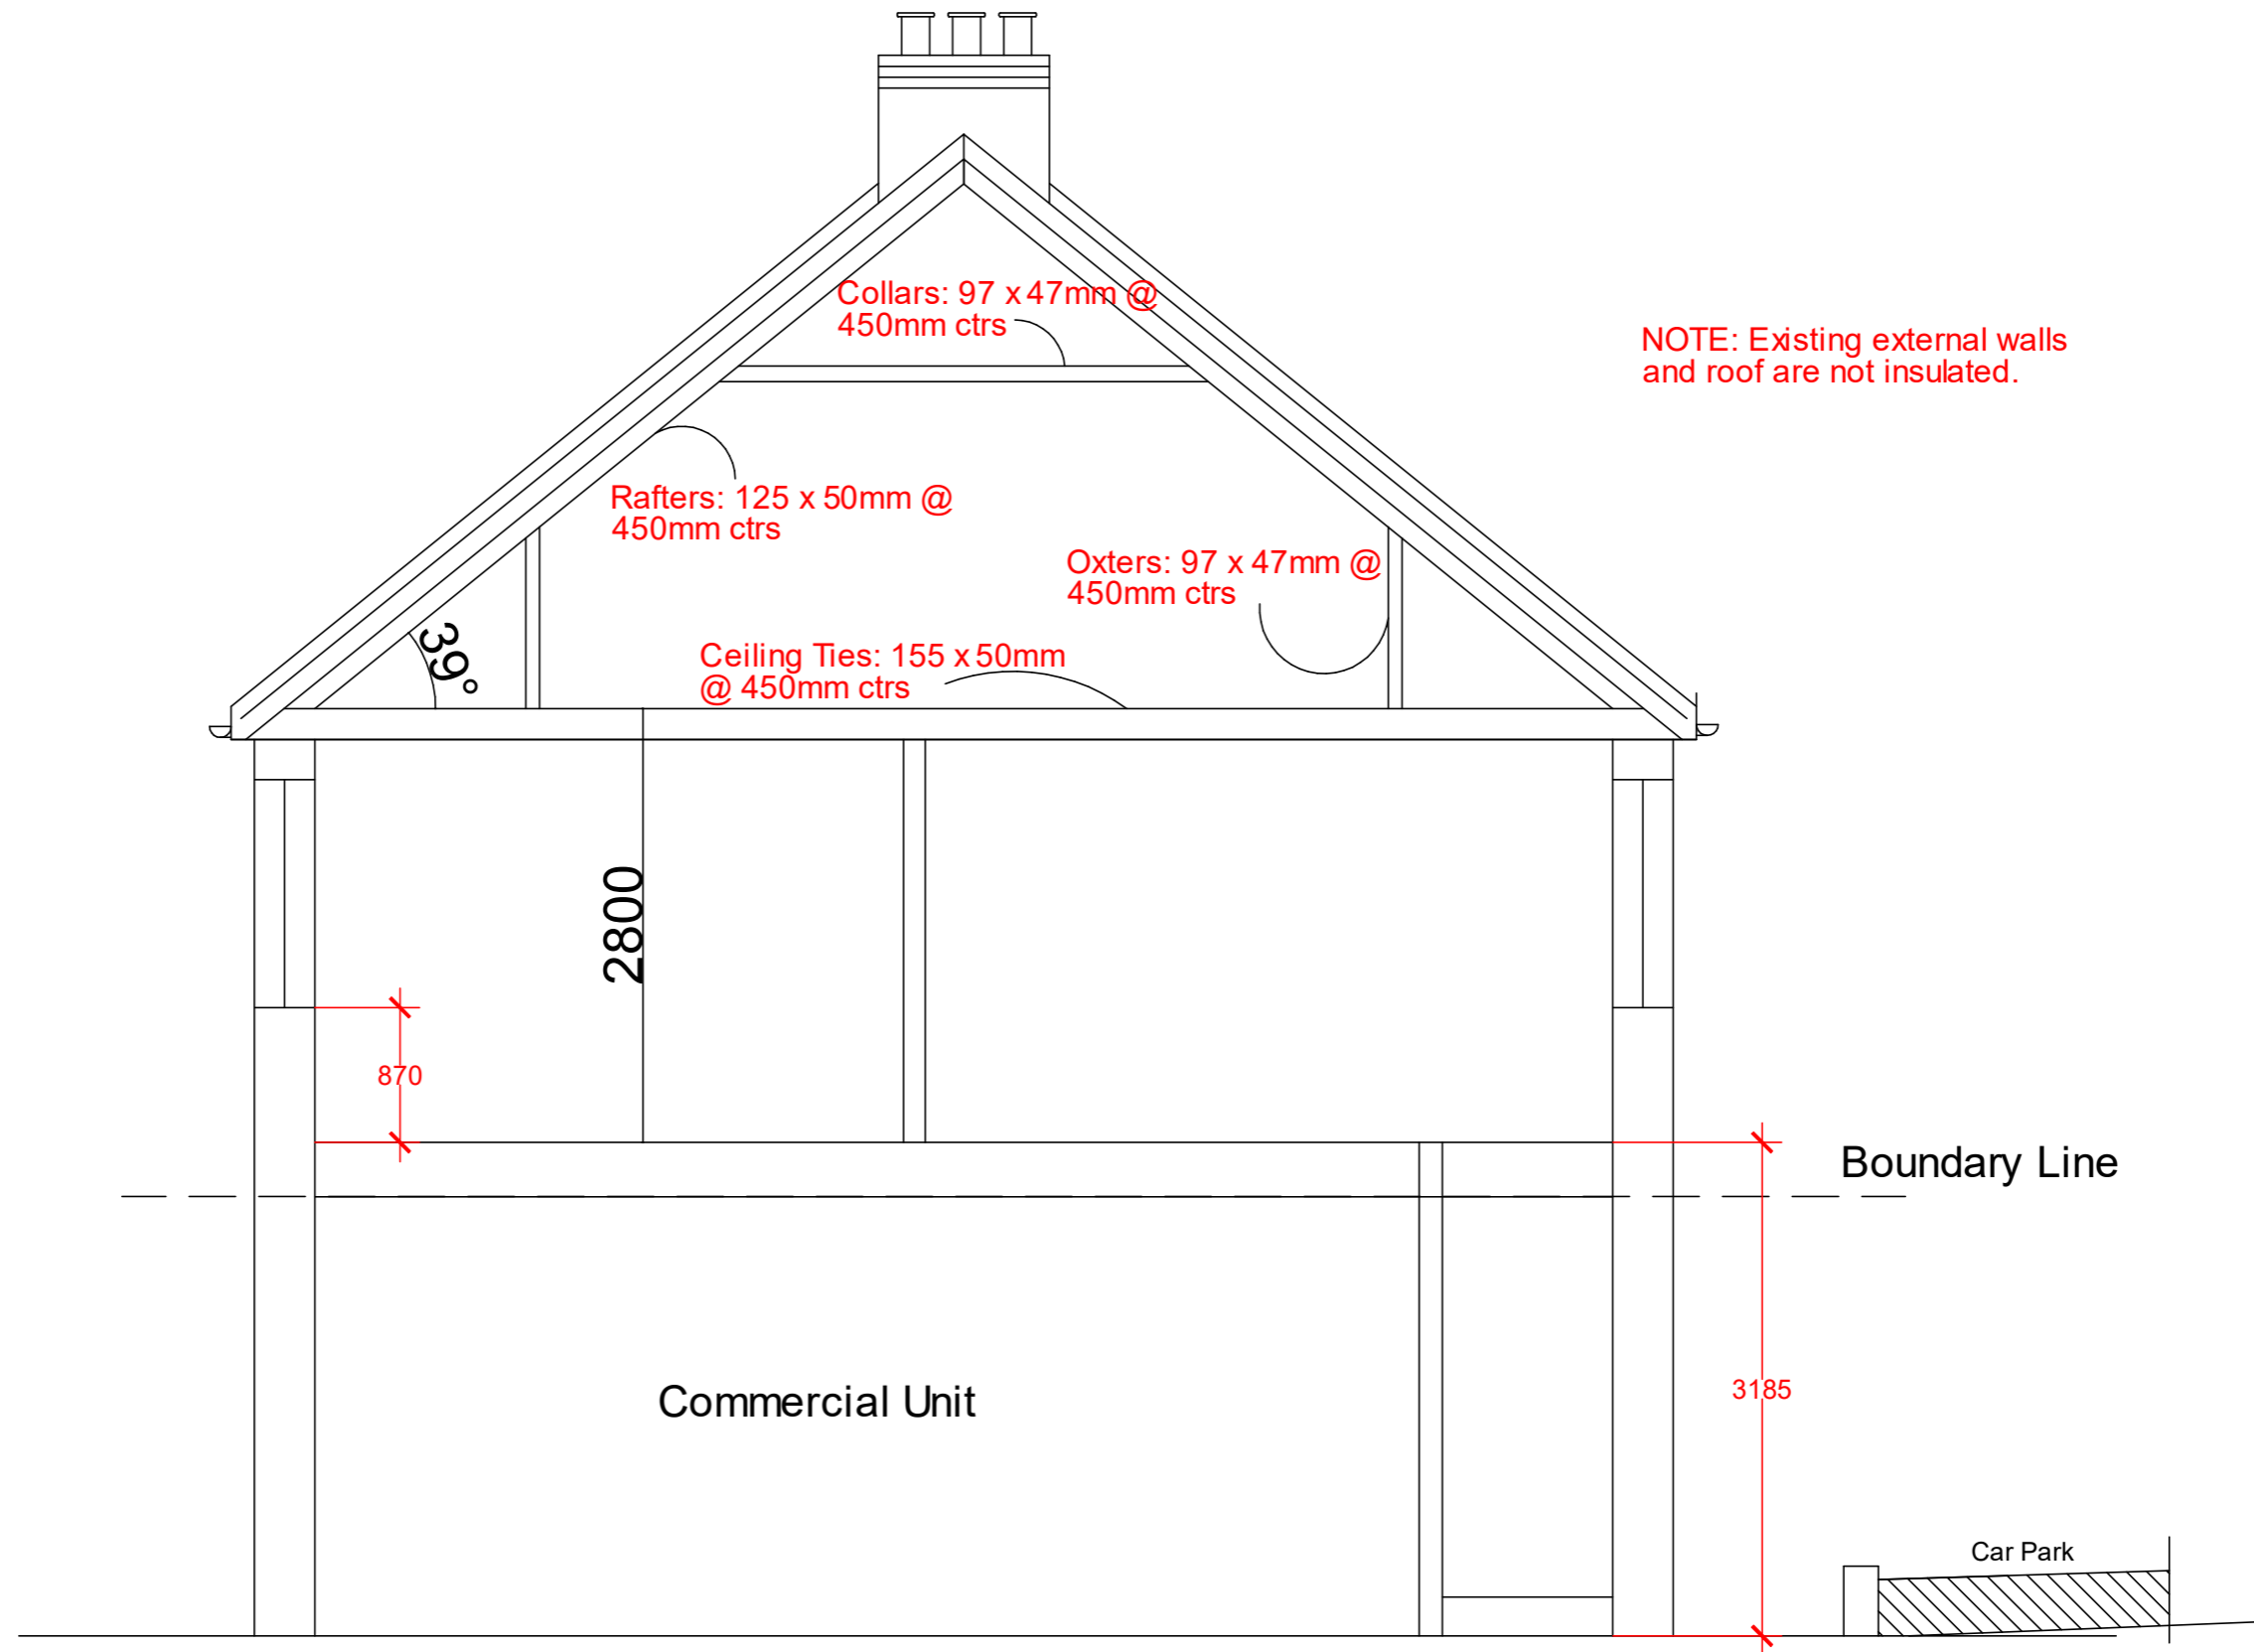 Collars: 97 x 47mm @
450mm ctrs
NOTE: Existing external walls
and roof are not insulated.
Rafters: 125 x 50mm @
450mm ctrs
Oxters: 97 x 47mm @
450mm ctrs
39°
Ceiling Ties: 155 x 50mm
@ 450mm ctrs
2800
870
Boundary Line
Commercial Unit
3185
Car Park